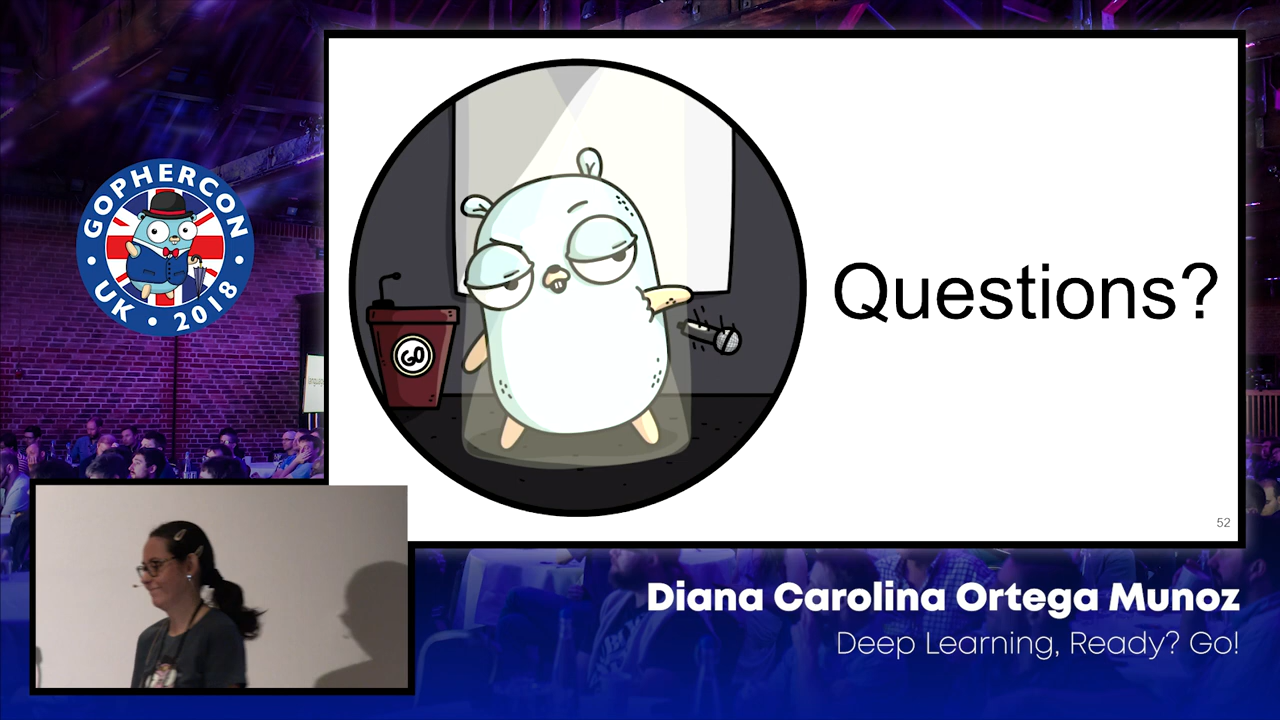 GOPHERCON
UK • 2018
GO
Questions?
52
Diana Carolina Ortega Munoz
Deep Learning, Ready? Go!